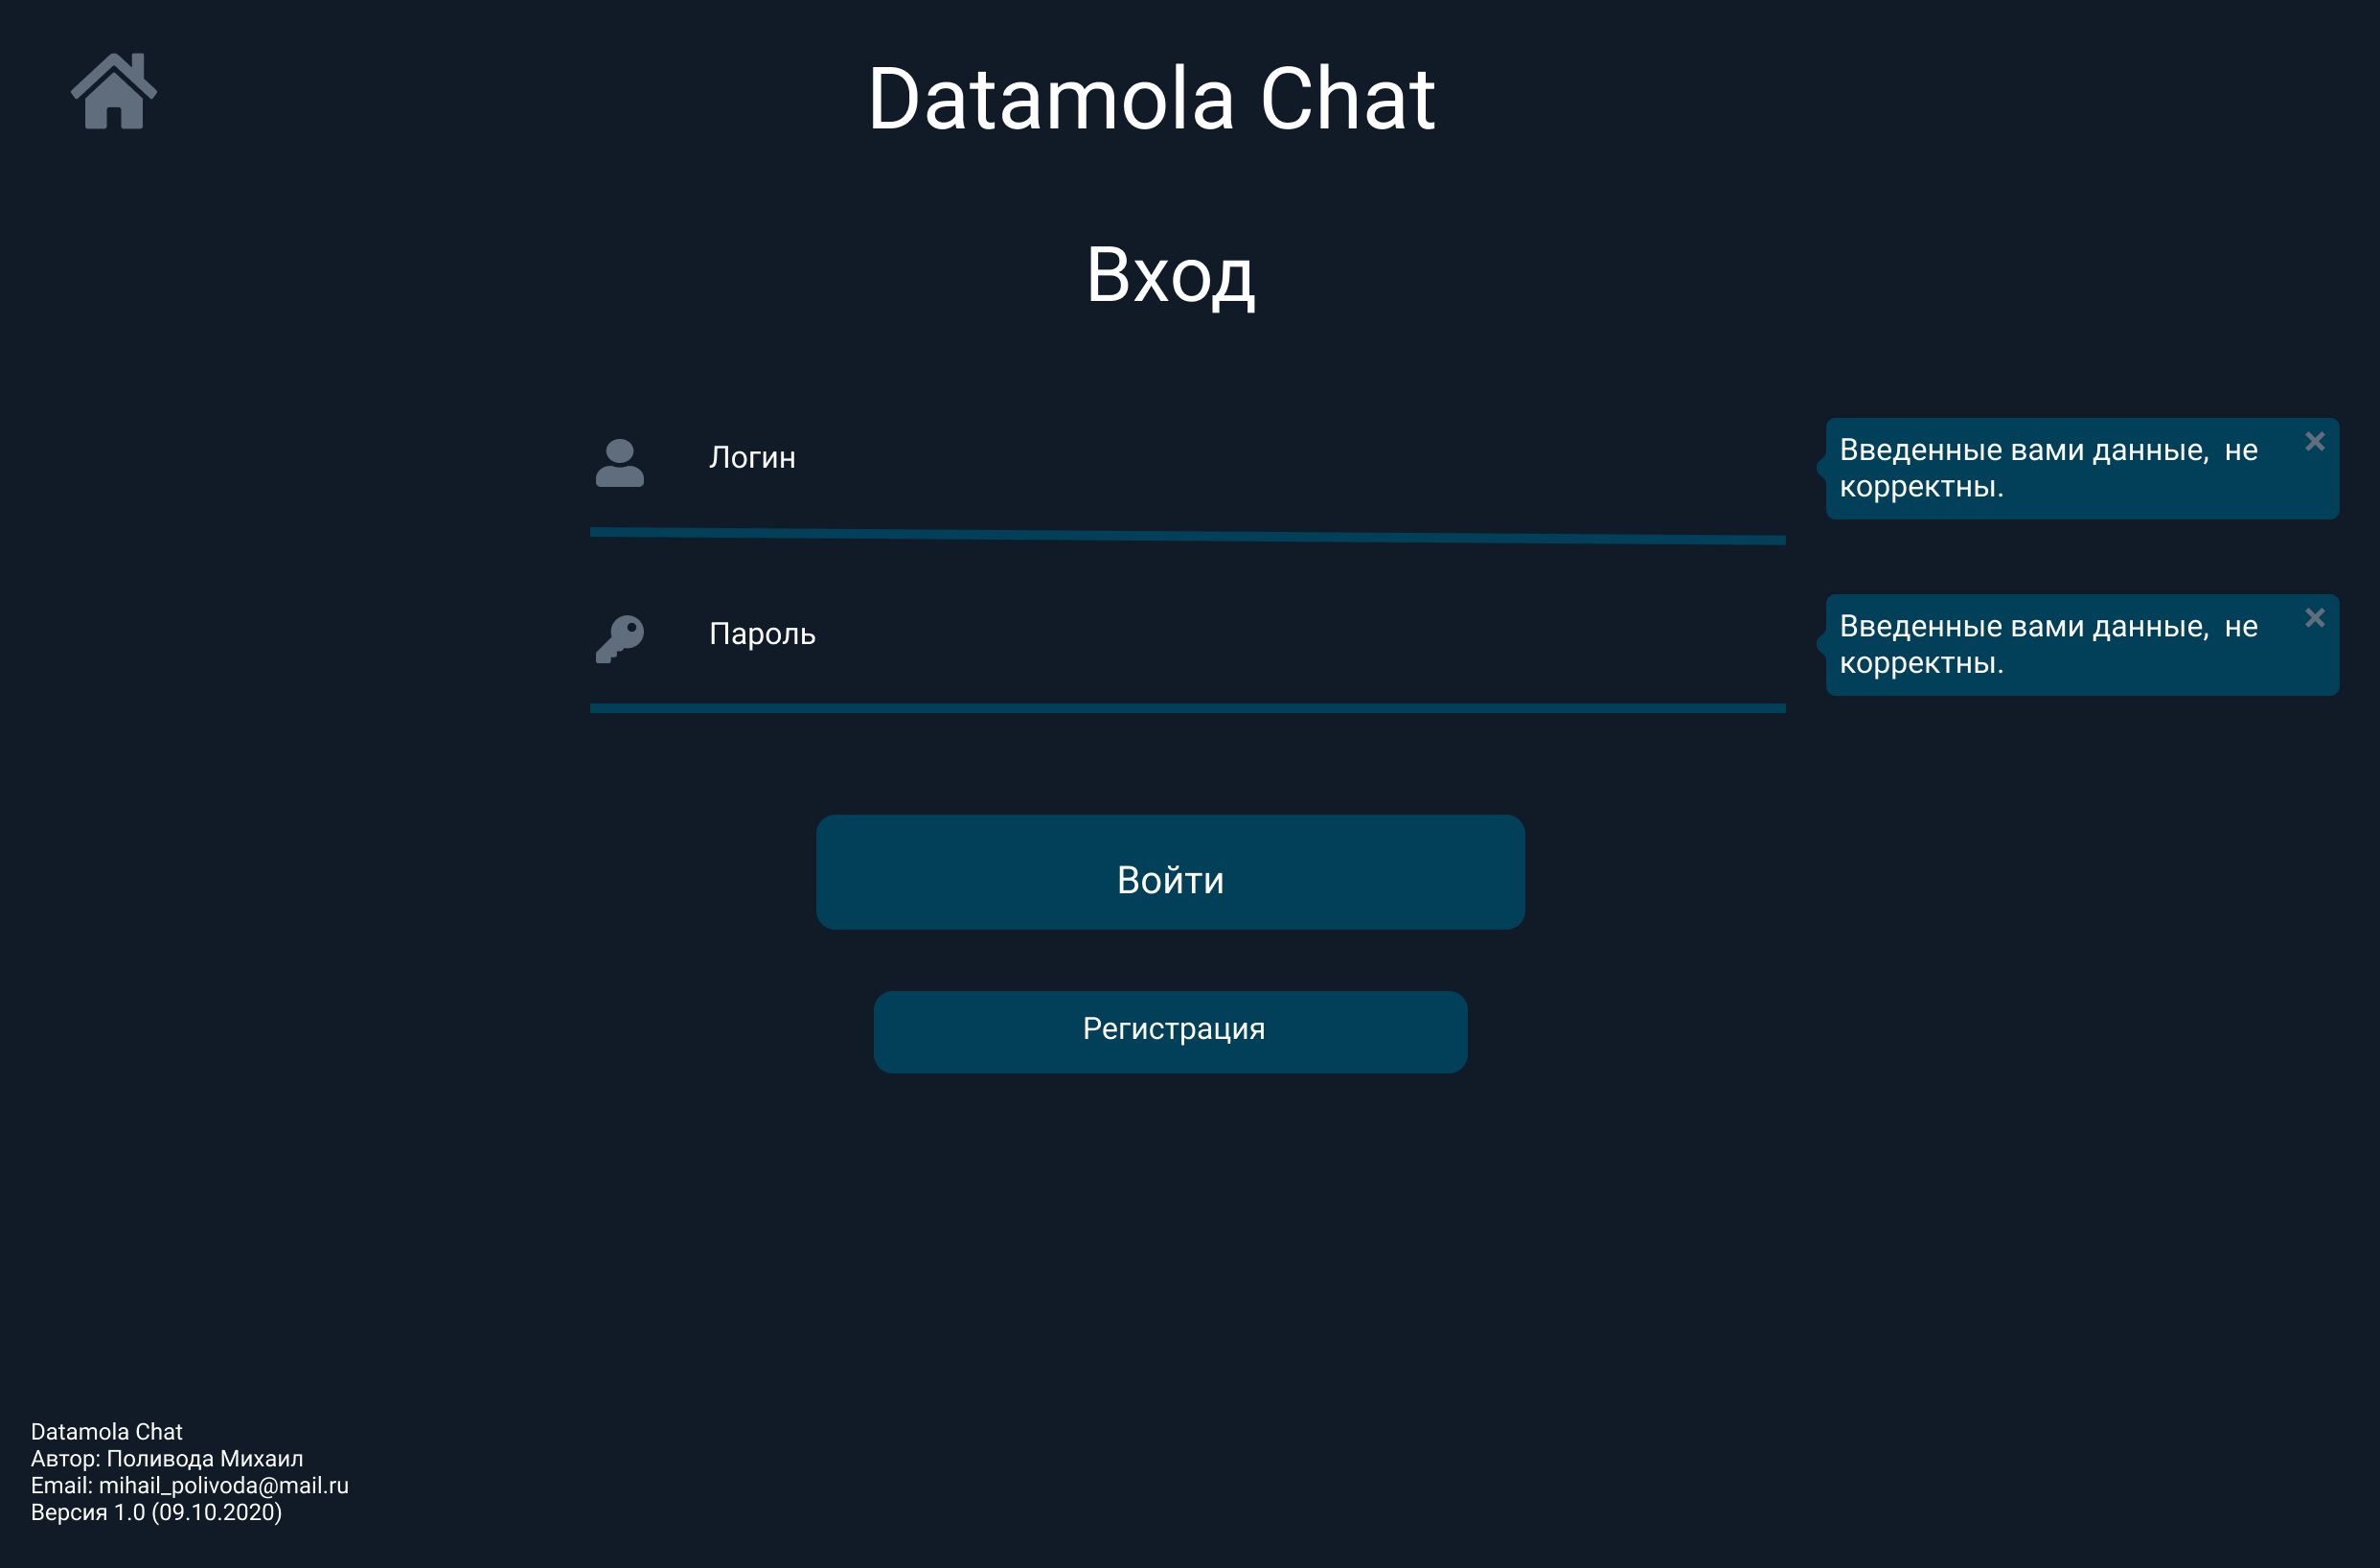 Datamola Chat
Вход
Логин
Введенные вами данные,  не
корректны.
Пароль
Введенные вами данные,  не
корректны.
Войти
Регистрация
Datamola Chat
Автор: Поливода Михаил
Email: mihail_polivoda@mail.ru
Версия 1.0 (09.10.2020)